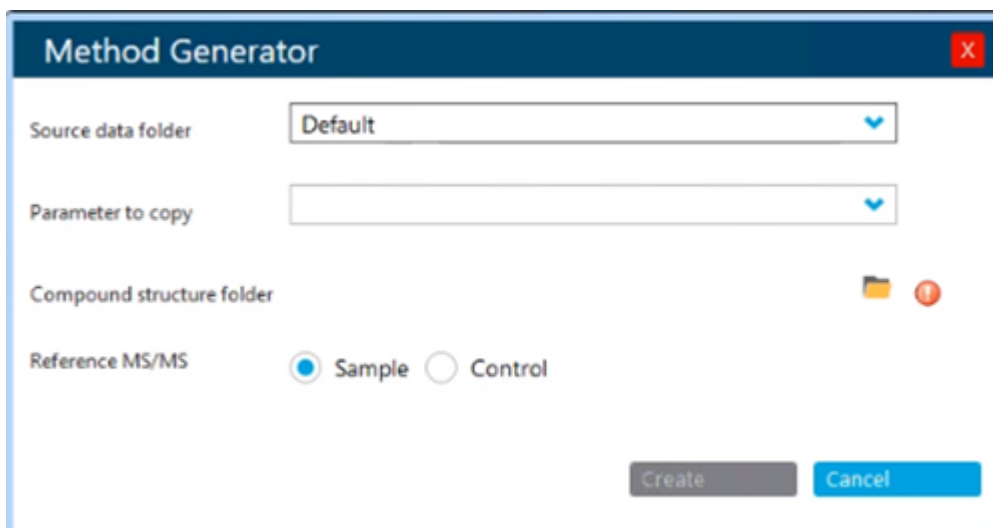 Method Generator X
Source data folder Default
Parameter to copy
Compound structure folder
Reference MS/MS Sample Control
Create Cancel